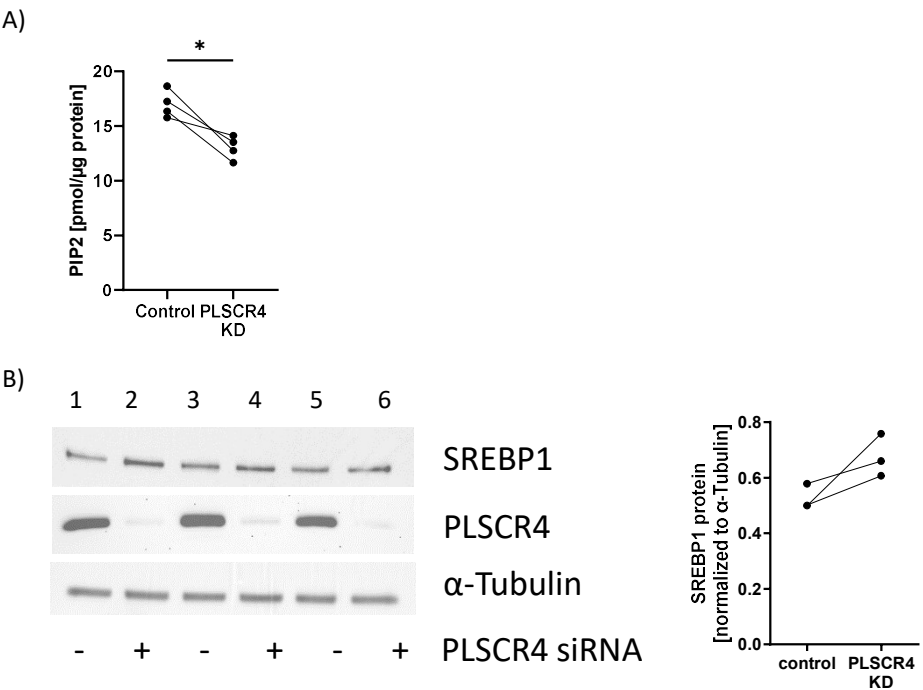 A)
*
20
15
10
5
0
PIP2 [pmol/µg protein]
Control PLSCR4
KD
B)
1 2 3 4 5 6
SREBP1
PLSCR4
α-Tubulin
- + - + - + PLSCR4 siRNA
SREBP1 protein
[normalized to α-Tubulin]
0.8
0.6
0.4
0.2
0.0
control PLSCR4
KD